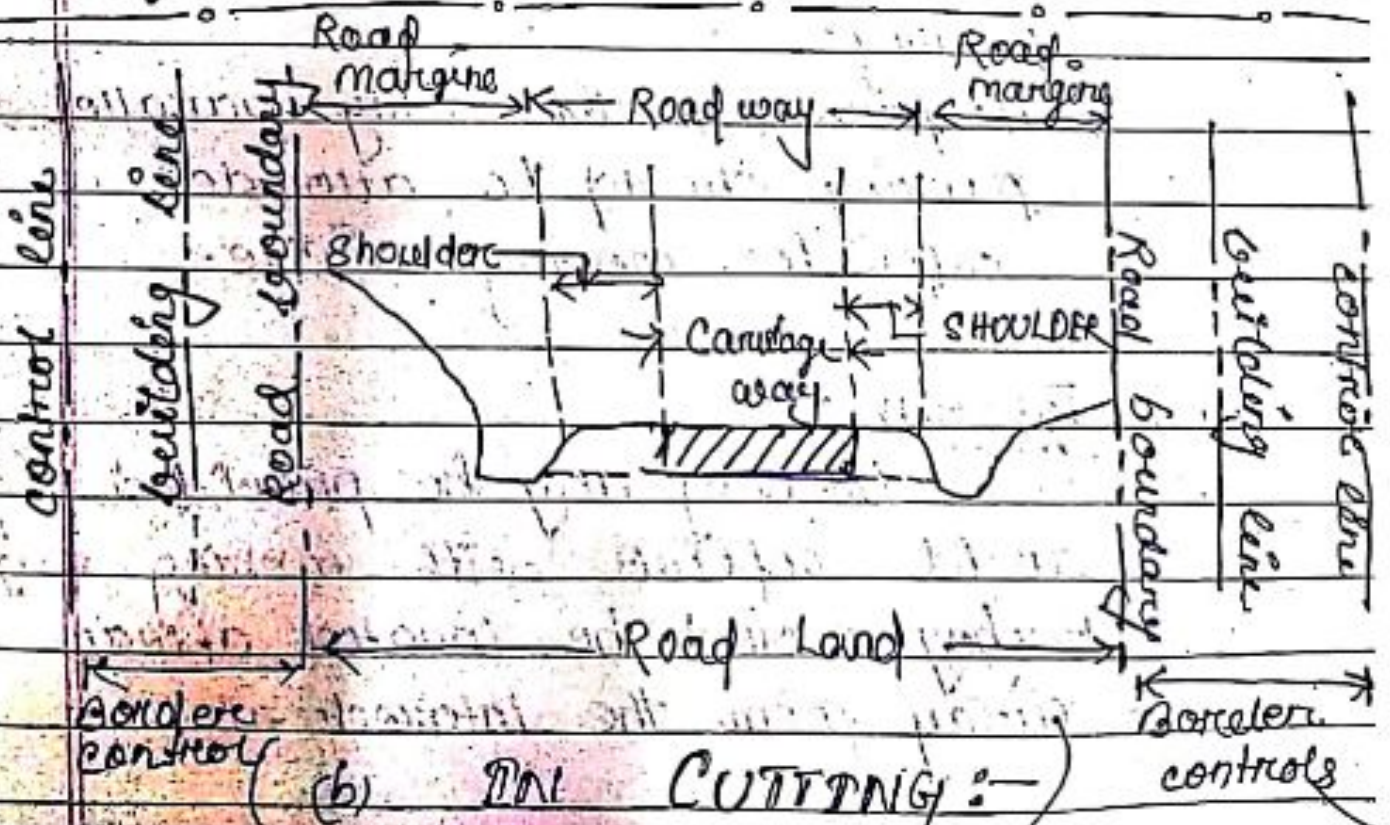 Road
margine
Road way
Road
margine
control line
building line
Road boundary
Shoulder
Carriage
way
SHOULDER
Road boundary
building line
control line
Road Land
Border
control
Border
controls
(b) IN CUTTING :-